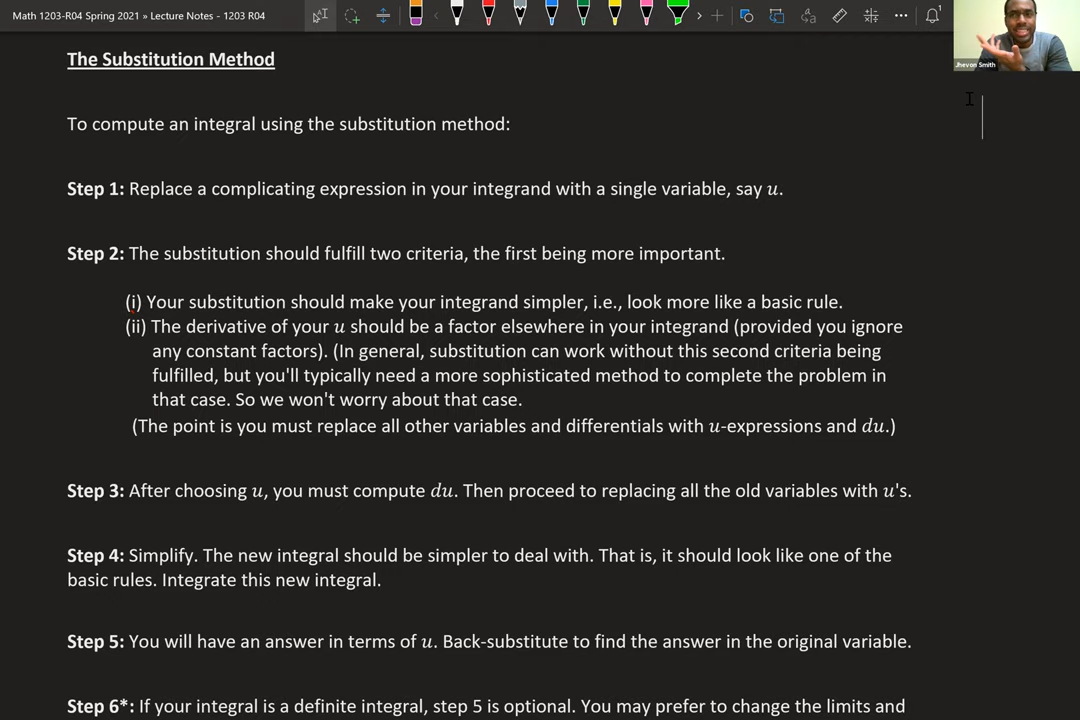 Math 1203-R04 Spring 2021 » Lecture Notes - 1203 R04
Jhevon Smith
The Substitution Method
To compute an integral using the substitution method:
Step 1: Replace a complicating expression in your integrand with a single variable, say u.
Step 2: The substitution should fulfill two criteria, the first being more important.
(i) Your substitution should make your integrand simpler, i.e., look more like a basic rule.
(ii) The derivative of your u should be a factor elsewhere in your integrand (provided you ignore
any constant factors). (In general, substitution can work without this second criteria being
fulfilled, but you'll typically need a more sophisticated method to complete the problem in
that case. So we won't worry about that case.
(The point is you must replace all other variables and differentials with u-expressions and du.)
Step 3: After choosing u, you must compute du. Then proceed to replacing all the old variables with u's.
Step 4: Simplify. The new integral should be simpler to deal with. That is, it should look like one of the
basic rules. Integrate this new integral.
Step 5: You will have an answer in terms of u. Back-substitute to find the answer in the original variable.
Step 6*: If your integral is a definite integral, step 5 is optional. You may prefer to change the limits and